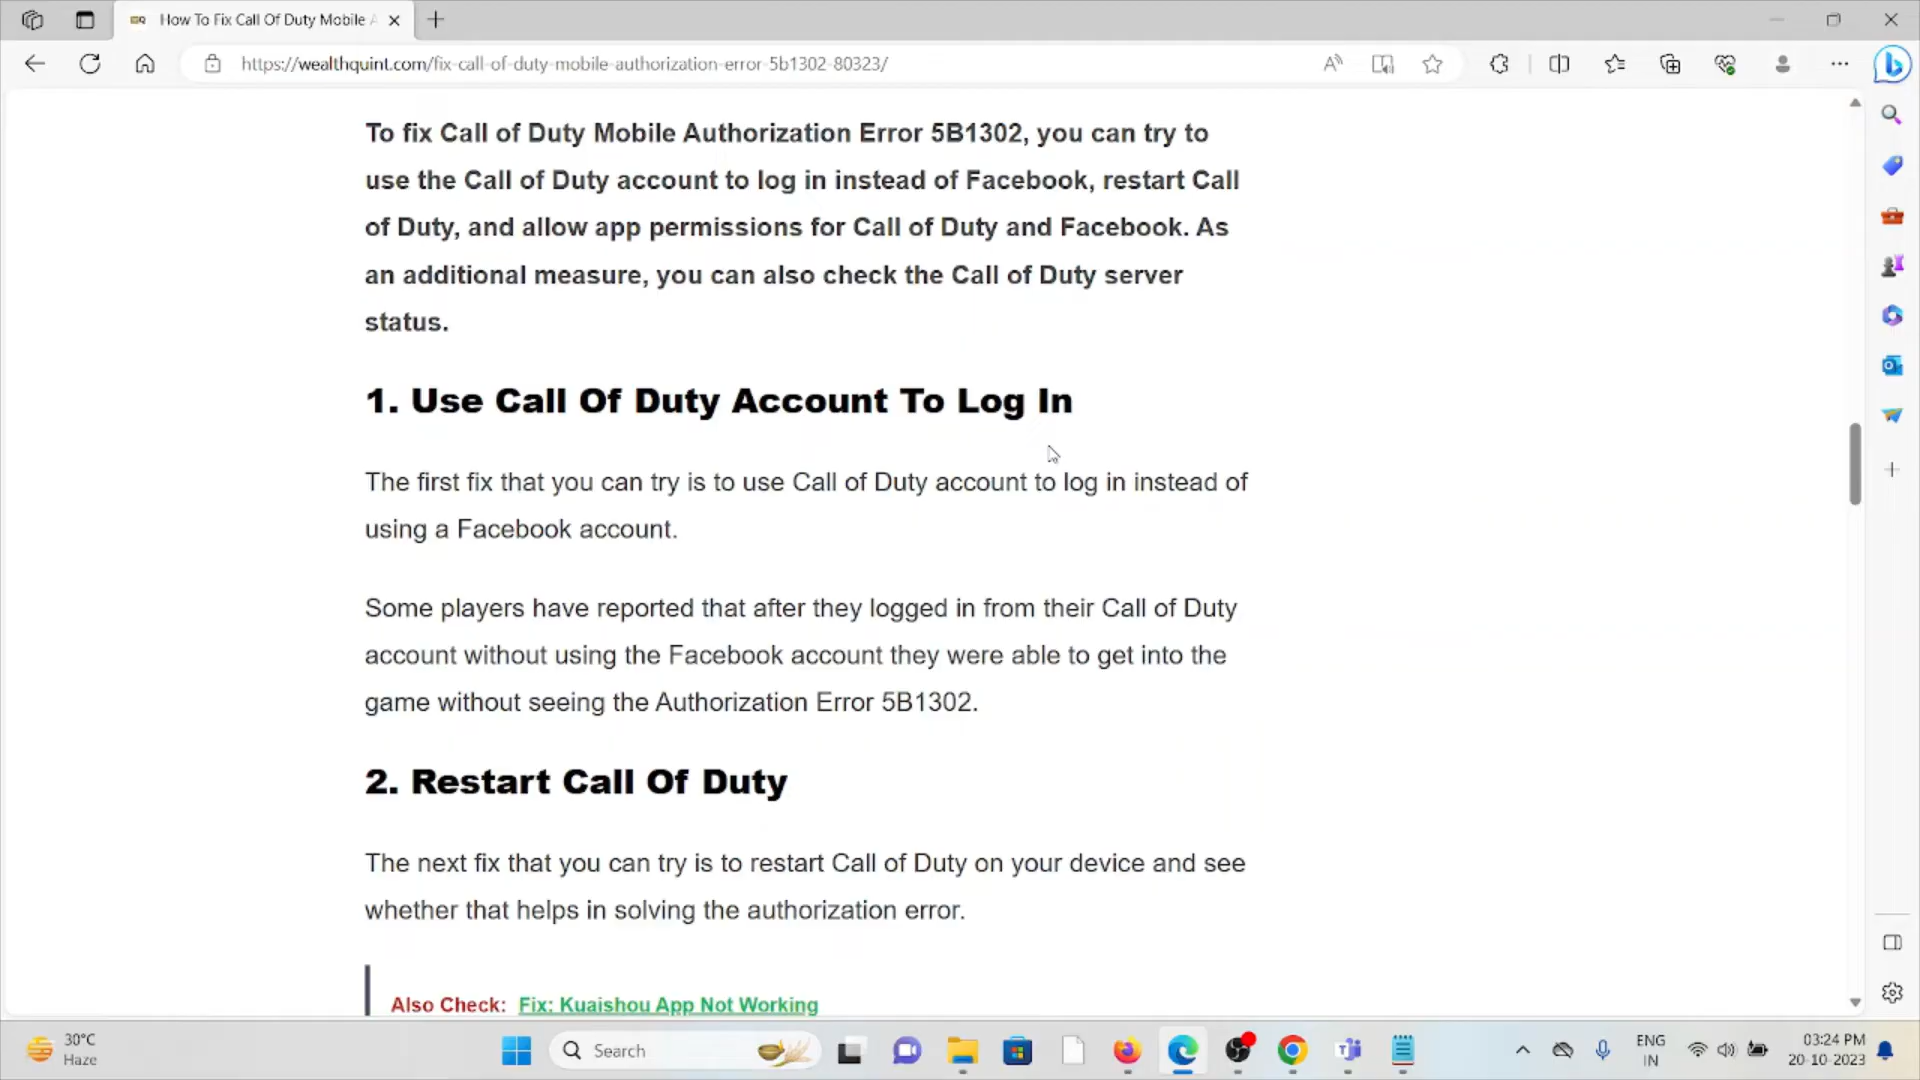 How To Fix Call Of Duty Mobile A
https://wealthquint.com/fix-call-of-duty-mobile-authorization-error-5b1302-80323/
To fix Call of Duty Mobile Authorization Error 5B1302, you can try to
use the Call of Duty account to log in instead of Facebook, restart Call
of Duty, and allow app permissions for Call of Duty and Facebook. As
an additional measure, you can also check the Call of Duty server
status.
1. Use Call Of Duty Account To Log In
The first fix that you can try is to use Call of Duty account to log in instead of
using a Facebook account.
Some players have reported that after they logged in from their Call of Duty
account without using the Facebook account they were able to get into the
game without seeing the Authorization Error 5B1302.
2. Restart Call Of Duty
The next fix that you can try is to restart Call of Duty on your device and see
whether that helps in solving the authorization error.
Also Check: Fix: Kuaishou App Not Working
30°C
Haze
Search
ENG
IN
03:24 PM
20-10-2023